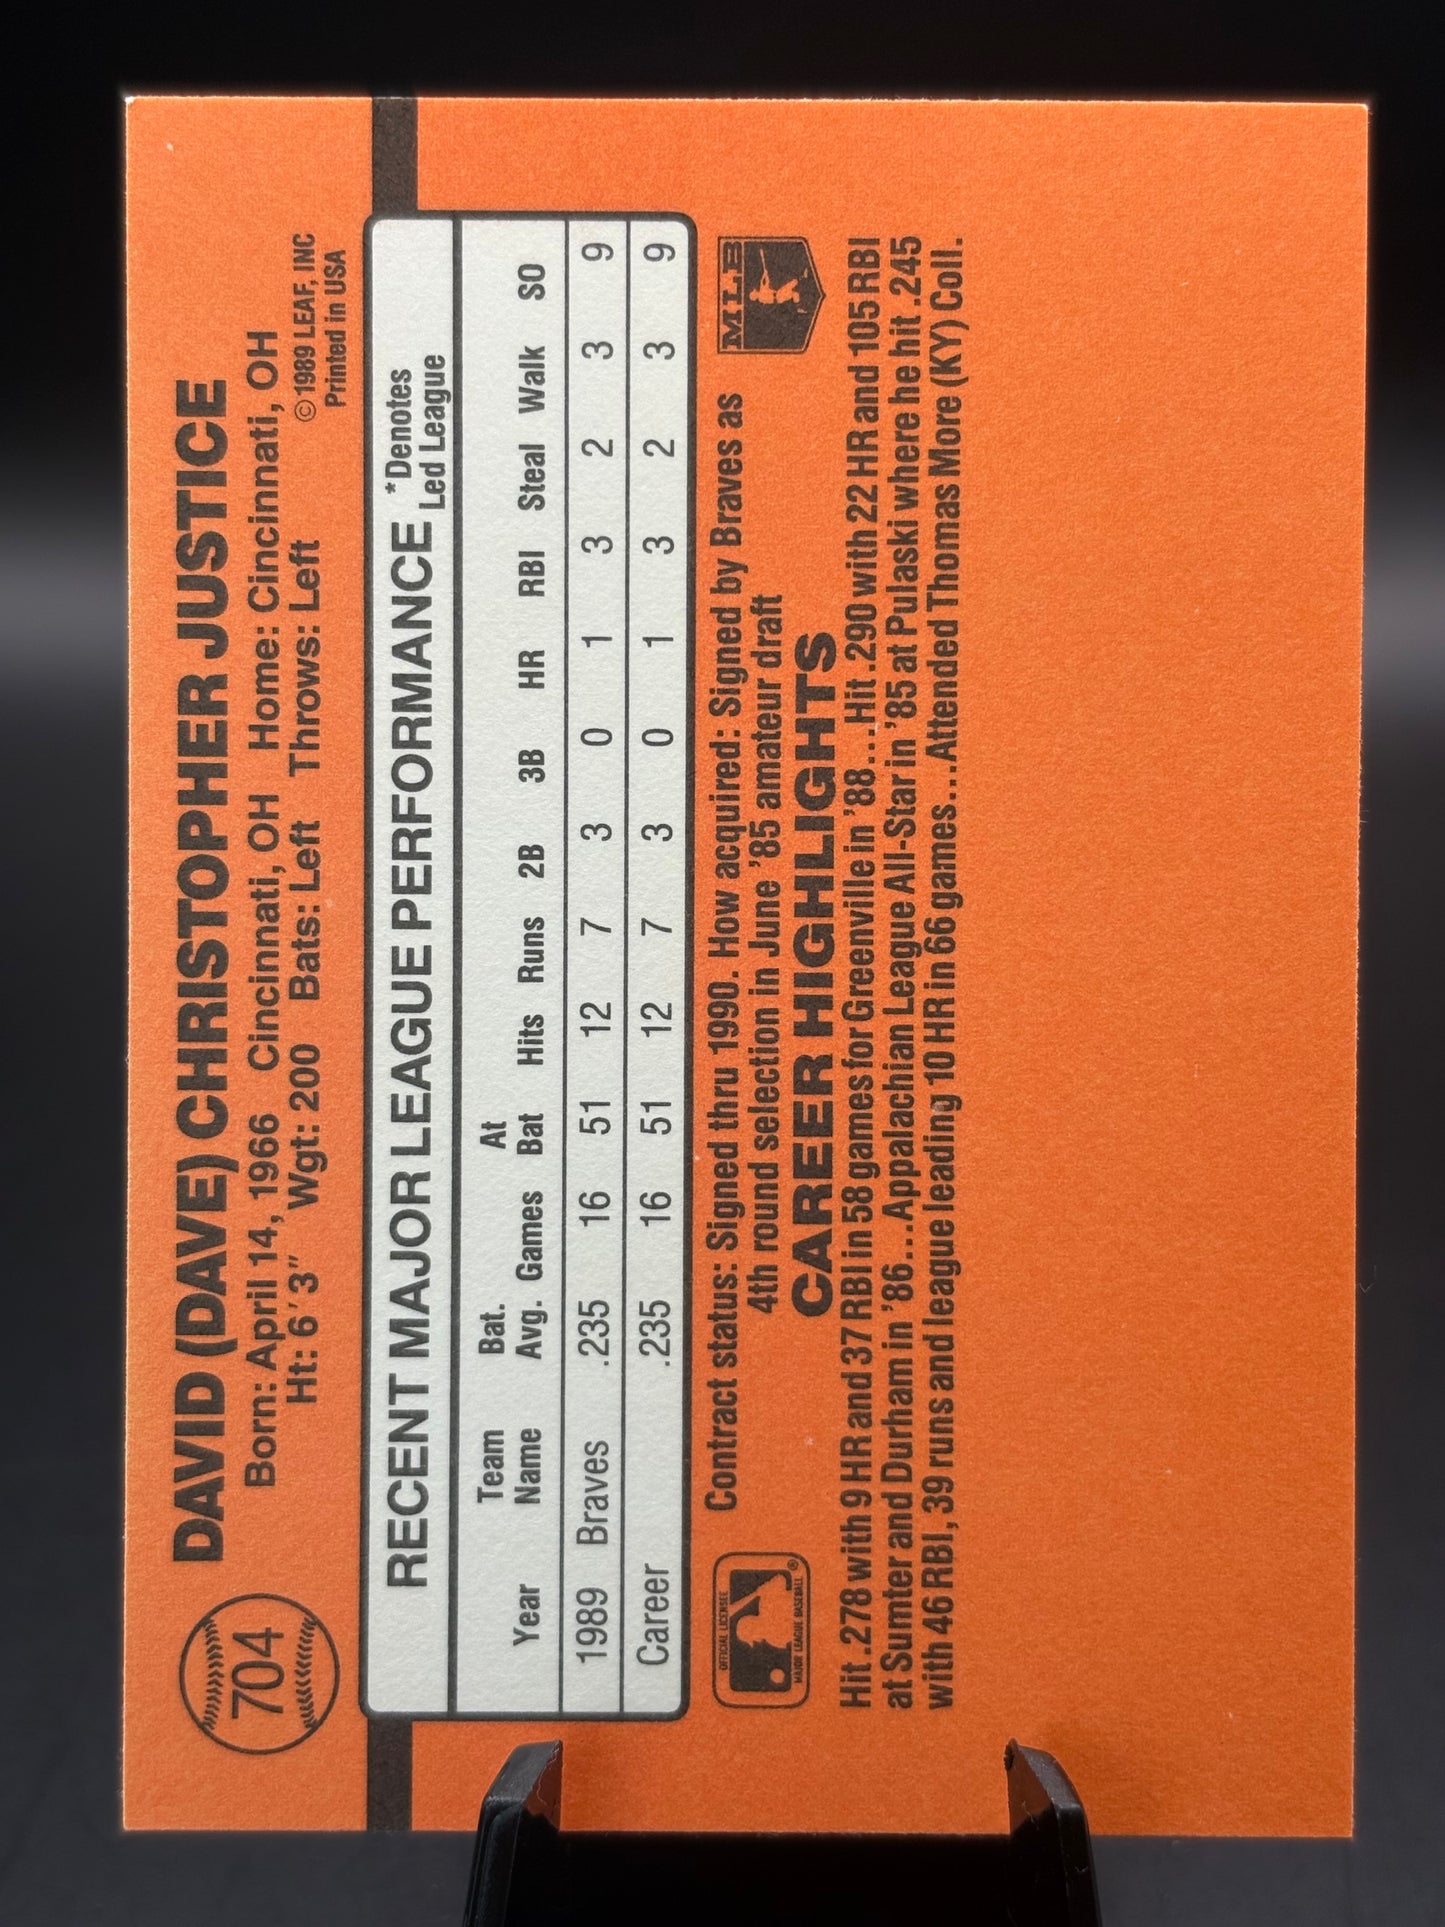 704
DAVID (DAVE) CHRISTOPHER JUSTICE
Born: April 14, 1966 Cincinnati, OH Home: Cincinnati, OH
Ht: 6'3" Wgt: 200 Bats: Left Throws: Left
© 1989 LEAF, INC
Printed in USA
RECENT MAJOR LEAGUE PERFORMANCE *Denotes
Led League
Team Bat. At
Year Name Avg. Games Bat Hits Runs 2B 3B HR RBI Steal Walk SO
1989 Braves .235 16 51 12 7 3 0 1 3 2 3 9
Career .235 16 51 12 7 3 0 1 3 2 3 9
OFFICIAL LICENSEE
MAJOR LEAGUE BASEBALL
®
Contract status: Signed thru 1990. How acquired: Signed by Braves as
4th round selection in June '85 amateur draft
MLB
CAREER HIGHLIGHTS
Hit .278 with 9 HR and 37 RBI in 58 games for Greenville in '88...Hit .290 with 22 HR and 105 RBI
at Sumter and Durham in '86...Appalachian League All-Star in '85 at Pulaski where he hit .245
with 46 RBI, 39 runs and league leading 10 HR in 66 games...Attended Thomas More (KY) Coll.